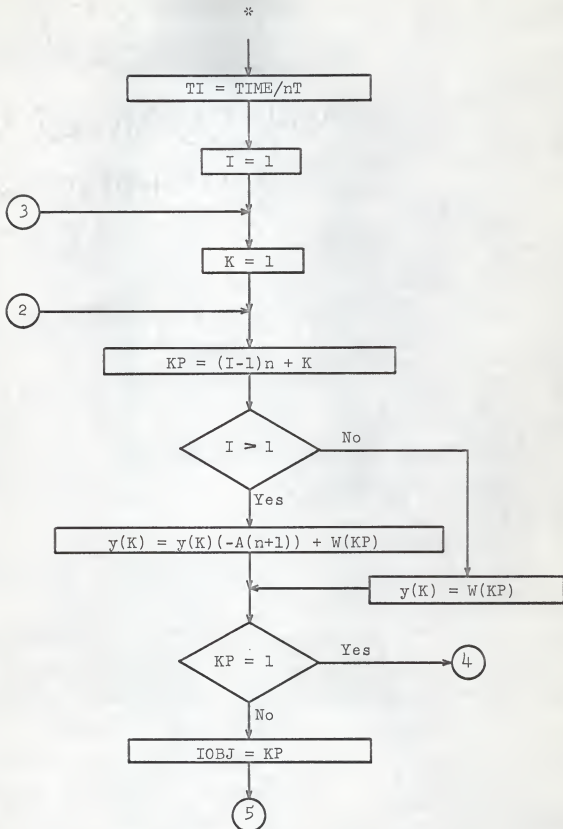 *
TI = TIME/nT
I = 1
3
K = 1
2
KP = (I-1)n + K
I > 1
No
Yes
y(K) = y(K)(-A(n+1)) + W(KP)
y(K) = W(KP)
KP = 1
Yes
4
No
IOBJ = KP
5